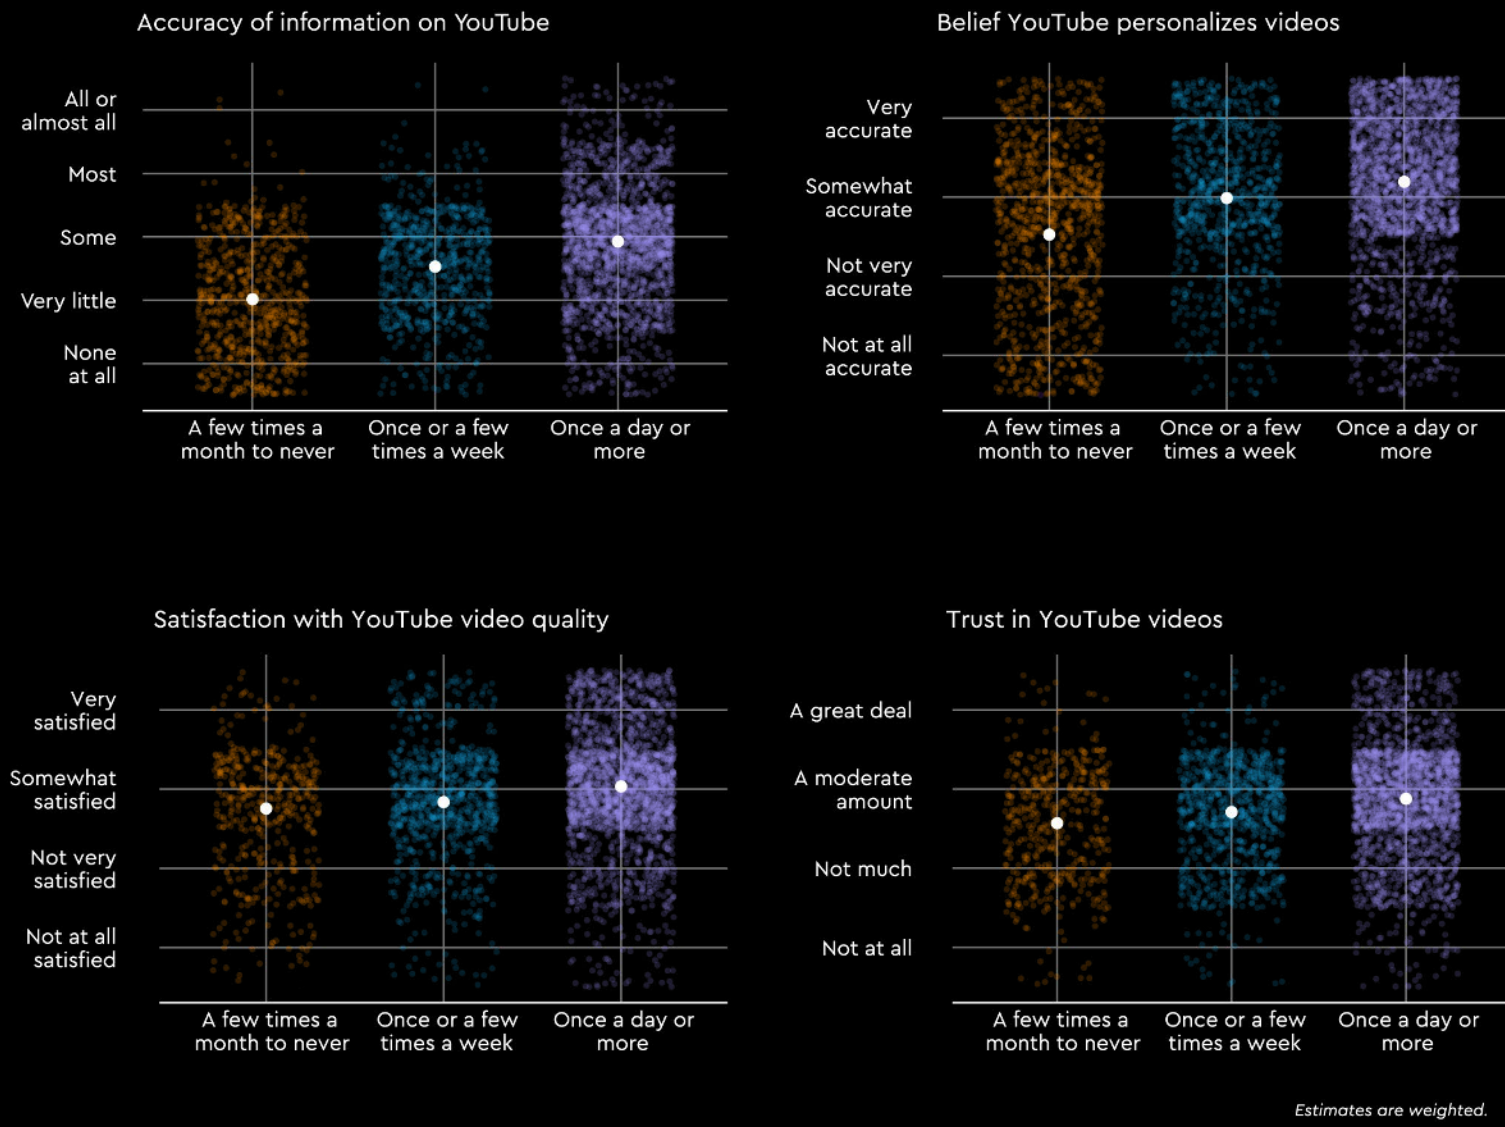 Accuracy of information on YouTube
All or
almost all
Most
Some
Very little
None
at all
A few times a
month to never
Once or a few
times a week
Once a day or
more
Belief YouTube personalizes videos
Very
accurate
Somewhat
accurate
Not very
accurate
Not at all
accurate
A few times a
month to never
Once or a few
times a week
Once a day or
more
Satisfaction with YouTube video quality
Very
satisfied
Somewhat
satisfied
Not very
satisfied
Not at all
satisfied
A few times a
month to never
Once or a few
times a week
Once a day or
more
Trust in YouTube videos
A great deal
A moderate
amount
Not much
Not at all
A few times a
month to never
Once or a few
times a week
Once a day or
more
Estimates are weighted.